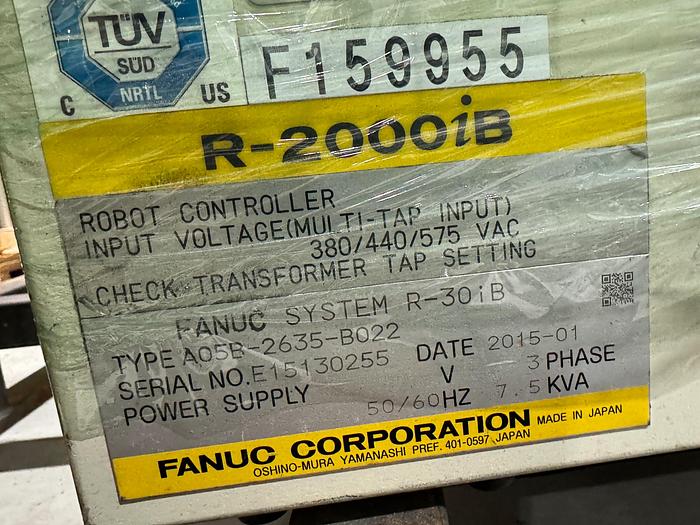 TÜV
SÜD
NRTL
C US
F159955
R-2000iB
ROBOT CONTROLLER
INPUT VOLTAGE(MULTI-TAP INPUT)
380/440/575 VAC
CHECK TRANSFORMER TAP SETTING
FANUC SYSTEM R-30iB
TYPE A05B-2635-B022
SERIAL NO.E15130255 DATE 2015-01
POWER SUPPLY V 3 PHASE
50/60HZ 7.5 KVA
FANUC CORPORATION MADE IN JAPAN
OSHINO-MURA YAMANASHI PREF. 401-0597 JAPAN